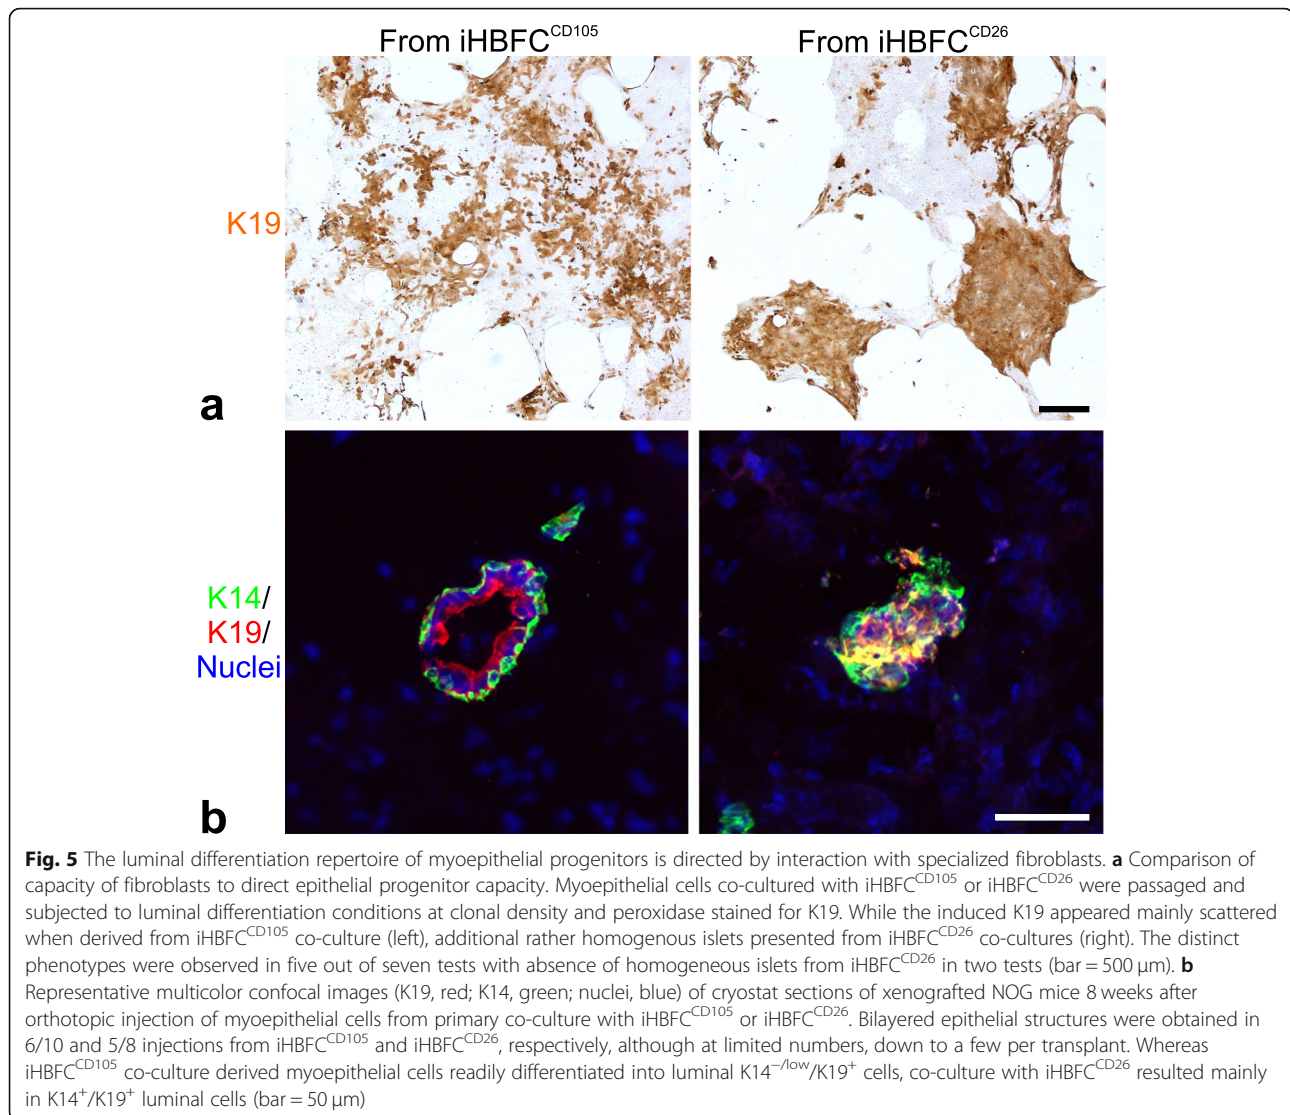 From iHBFC^CD105 From iHBFC^CD26
K19
a
K14/
K19/
Nuclei
b
Fig. 5 The luminal differentiation repertoire of myoepithelial progenitors is directed by interaction with specialized fibroblasts. a Comparison of
capacity of fibroblasts to direct epithelial progenitor capacity. Myoepithelial cells co-cultured with iHBFC^CD105 or iHBFC^CD26 were passaged and
subjected to luminal differentiation conditions at clonal density and peroxidase stained for K19. While the induced K19 appeared mainly scattered
when derived from iHBFC^CD105 co-culture (left), additional rather homogenous islets presented from iHBFC^CD26 co-cultures (right). The distinct
phenotypes were observed in five out of seven tests with absence of homogeneous islets from iHBFC^CD26 in two tests (bar = 500 μm). b
Representative multicolor confocal images (K19, red; K14, green; nuclei, blue) of cryostat sections of xenografted NOG mice 8 weeks after
orthotopic injection of myoepithelial cells from primary co-culture with iHBFC^CD105 or iHBFC^CD26. Bilayered epithelial structures were obtained in
6/10 and 5/8 injections from iHBFC^CD105 and iHBFC^CD26, respectively, although at limited numbers, down to a few per transplant. Whereas
iHBFC^CD105 co-culture derived myoepithelial cells readily differentiated into luminal K14^−/low/K19^+ cells, co-culture with iHBFC^CD26 resulted mainly
in K14^+/K19^+ luminal cells (bar = 50 μm)